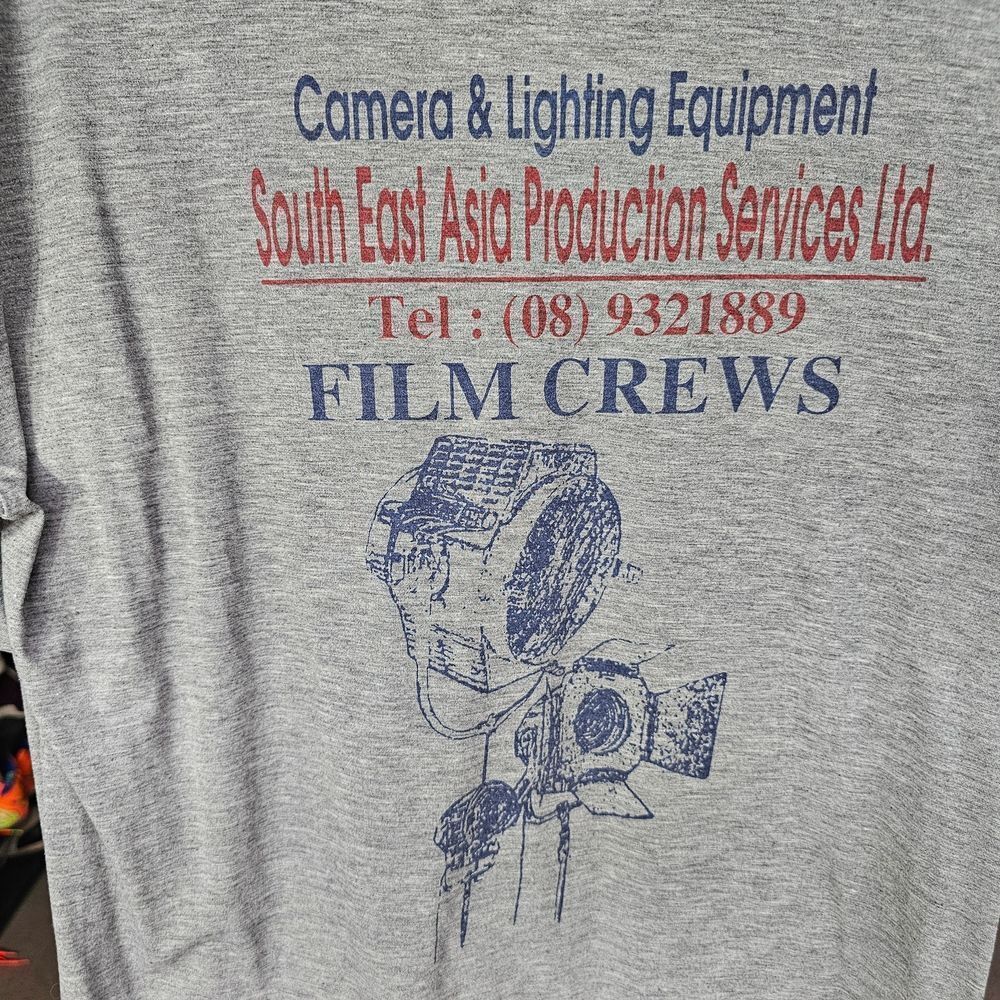 Camera & Lighting Equipment
South East Asia Production Services Ltd.
Tel : (08) 9321889
FILM CREWS